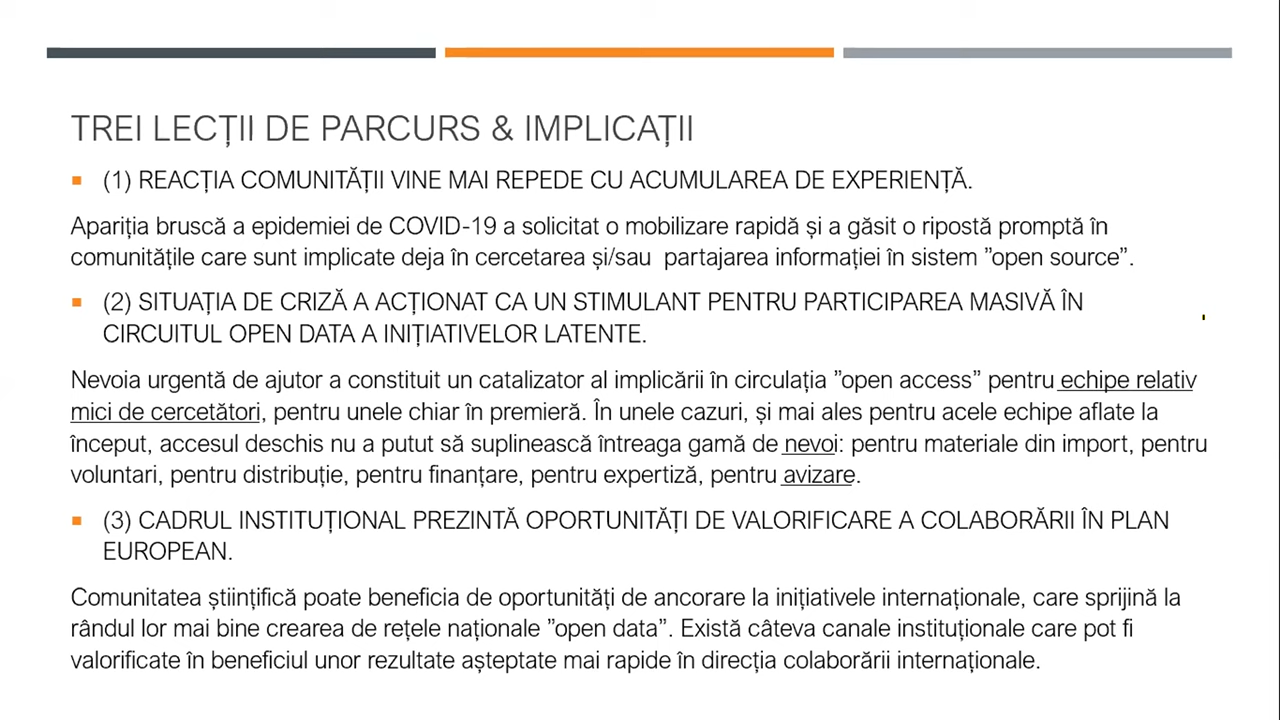 TREI LECȚII DE PARCURS & IMPLICAȚII
(1) REACȚIA COMUNITĂȚII VINE MAI REPEDE CU ACUMULAREA DE EXPERIENȚĂ.
Apariția bruscă a epidemiei de COVID-19 a solicitat o mobilizare rapidă și a găsit o ripostă promptă în
comunitățile care sunt implicate deja în cercetarea și/sau partajarea informației în sistem ”open source”.
(2) SITUAȚIA DE CRIZĂ A ACȚIONAT CA UN STIMULANT PENTRU PARTICIPAREA MASIVĂ ÎN
CIRCUITUL OPEN DATA A INIȚIATIVELOR LATENTE.
Nevoia urgentă de ajutor a constituit un catalizator al implicării în circulația ”open access” pentru echipe relativ
mici de cercetători, pentru unele chiar în premieră. În unele cazuri, și mai ales pentru acele echipe aflate la
început, accesul deschis nu a putut să suplinească întreaga gamă de nevoi: pentru materiale din import, pentru
voluntari, pentru distribuție, pentru finanțare, pentru expertiză, pentru avizare.
(3) CADRUL INSTITUȚIONAL PREZINTĂ OPORTUNITĂȚI DE VALORIFICARE A COLABORĂRII ÎN PLAN
EUROPEAN.
Comunitatea științifică poate beneficia de oportunități de ancorare la inițiativele internaționale, care sprijină la
rândul lor mai bine crearea de rețele naționale ”open data”. Există câteva canale instituționale care pot fi
valorificate în beneficiul unor rezultate așteptate mai rapide în direcția colaborării internaționale.